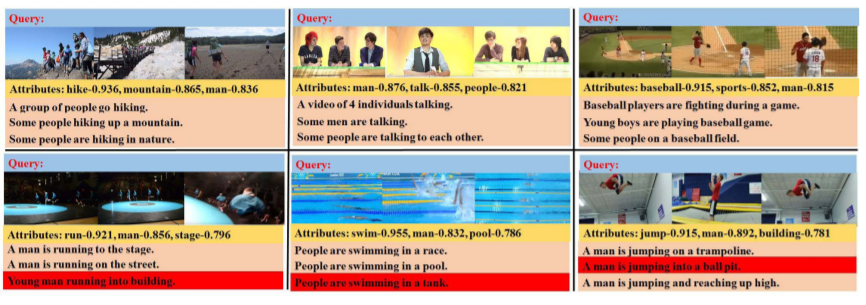 Query:
Attributes: hike-0.936, mountain-0.865, man-0.836
A group of people go hiking.
Some people hiking up a mountain.
Some people are hiking in nature.
Query:
Attributes: man-0.876, talk-0.855, people-0.821
A video of 4 individuals talking.
Some men are talking.
Some people are talking to each other.
Query:
Attributes: baseball-0.915, sports-0.852, man-0.815
Baseball players are fighting during a game.
Young boys are playing baseball game.
Some people on a baseball field.
Query:
Attributes: run-0.921, man-0.856, stage-0.796
A man is running to the stage.
A man is running on the street.
Young man running into building.
Query:
Attributes: swim-0.955, man-0.832, pool-0.786
People are swimming in a race.
People are swimming in a pool.
People are swimming in a tank.
Query:
Attributes: jump-0.915, man-0.892, building-0.781
A man is jumping on a trampoline.
A man is jumping into a ball pit.
A man is jumping and reaching up high.